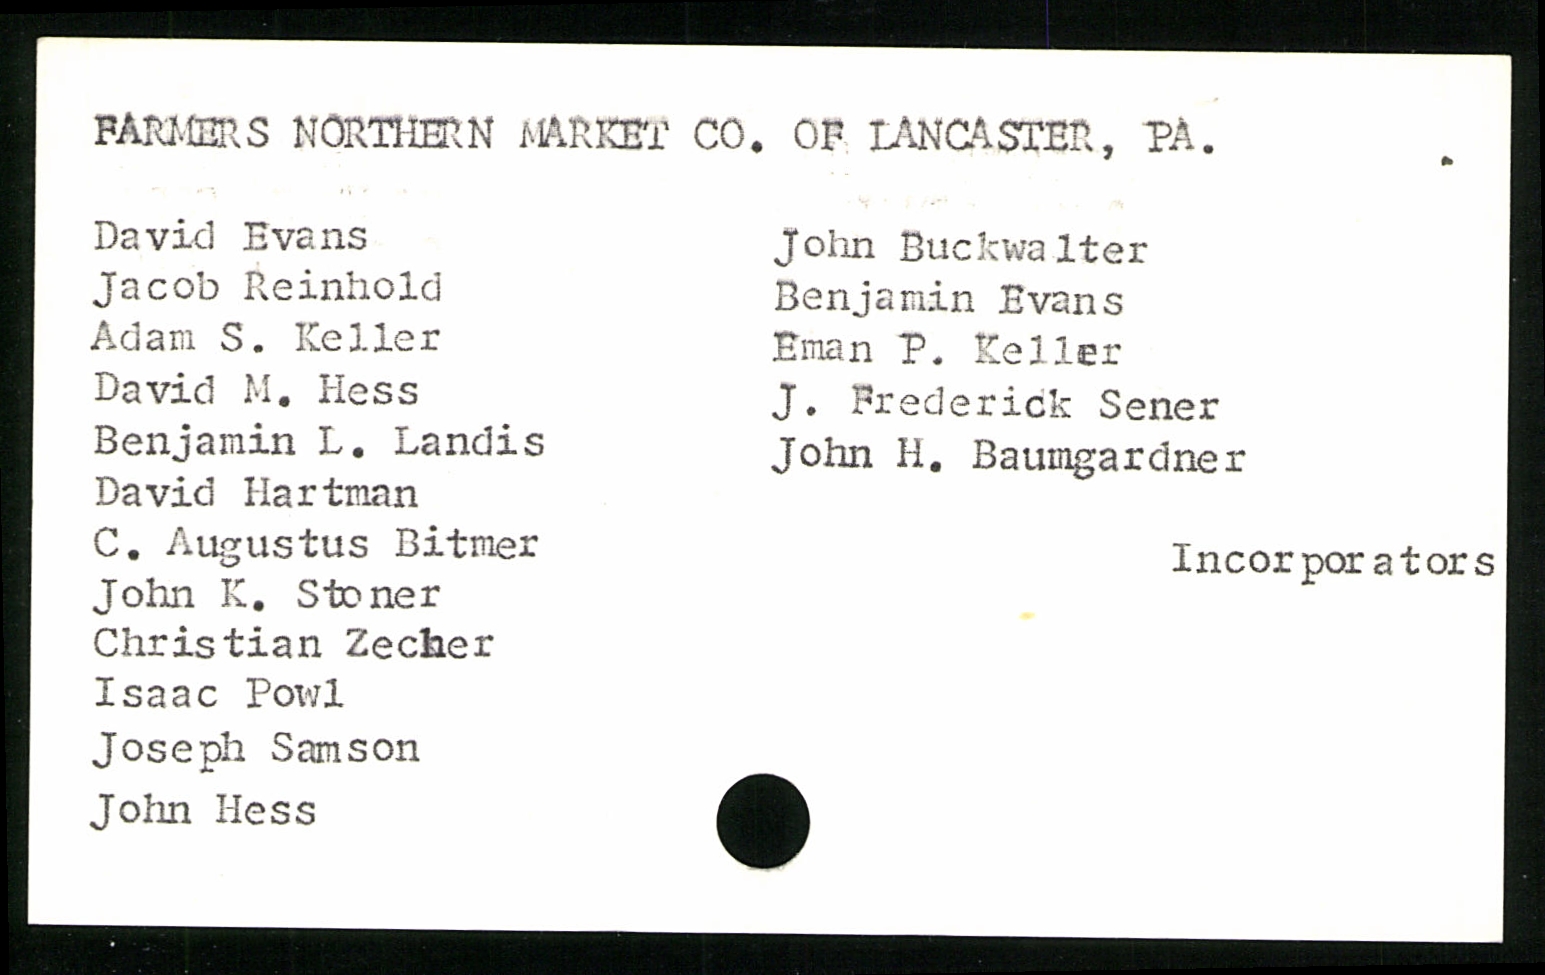 FARMERS NORTHERN MARKET CO. OF LANCASTER, PA.
David Evans
Jacob Reinhold
Adam S. Keller
David M. Hess
Benjamin L. Landis
David Hartman
C. Augustus Bitmer
John K. Stoner
Christian Zecher
Isaac Powl
Joseph Samson
John Hess
John Buckwalter
Benjamin Evans
Eman P. Keller
J. Frederick Sener
John H. Baumgardner
Incorporators